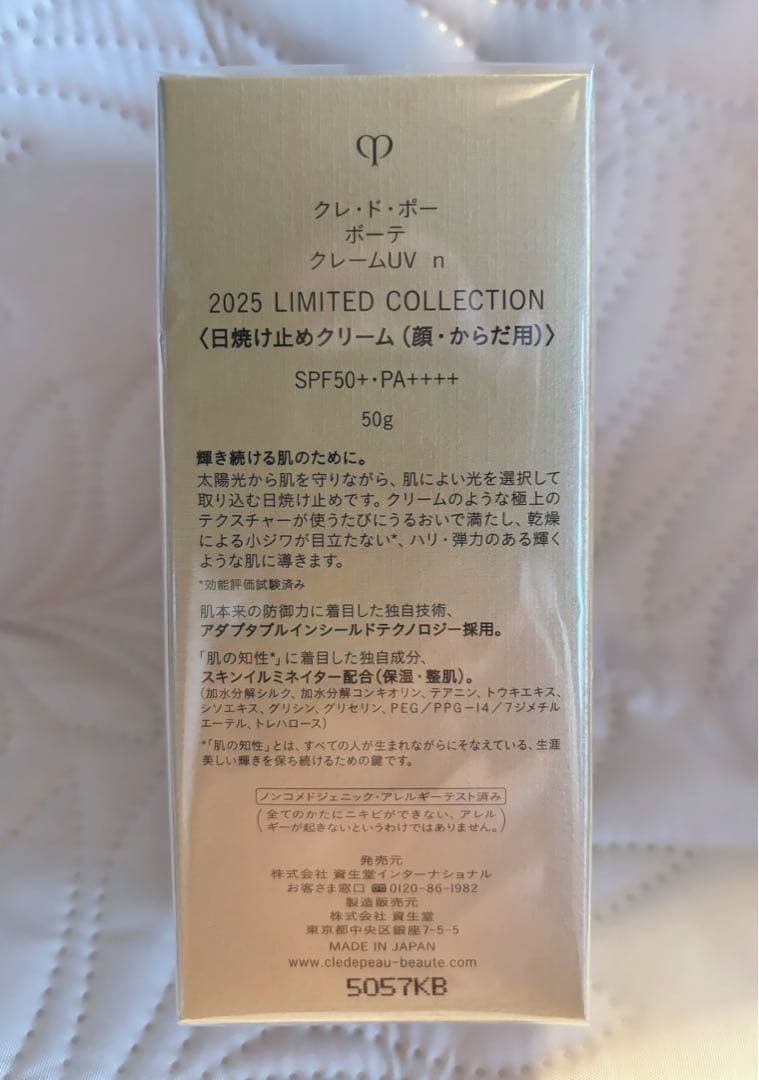 クレ・ド・ポー
ボーテ
クレームUV n
2025 LIMITED COLLECTION
〈日焼け止めクリーム（顔・からだ用）〉
SPF50+・PA++++
50g
輝き続ける肌のために。
太陽光から肌を守りながら、肌によい光を選択して
取り込む日焼け止めです。クリームのような極上の
テクスチャーが使うたびにうるおいで満たし、乾燥
による小ジワが目立たない*、ハリ・弾力のある輝く
ような肌に導きます。
*効能評価試験済み
肌本来の防御力に着目した独自技術、
アダプタブルインシールドテクノロジー採用。
「肌の知性*」に着目した独自成分、
スキンイルミネイター配合（保湿・整肌）。
（加水分解シルク、加水分解コンキオリン、テアニン、トウキエキス、
シソエキス、グリシン、グリセリン、PEG／PPG－14／7ジメチル
エーテル、トレハロース）
*「肌の知性」とは、すべての人が生まれながらにそなえている、生涯
美しい輝きを保ち続けるための鍵です。
ノンコメドジェニック・アレルギーテスト済み
（全てのかたにニキビができない、アレル
ギーが起きないというわけではありません。）
発売元
株式会社 資生堂インターナショナル
お客さま窓口 0120-86-1982
製造販売元
株式会社 資生堂
東京都中央区銀座7-5-5
MADE IN JAPAN
www.cledepeau-beaute.com
5057KB